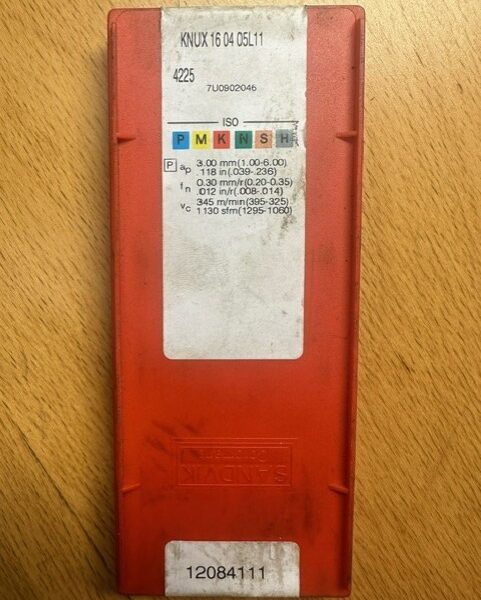 KNUX 16 04 05L11
4225
7U0902046
ISO
P M K N S H
P ap 3.00 mm(1.00-6.00)
.118 in(.039-.236)
fn 0.30 mm/r(0.20-0.35)
.012 in/r(.008-.014)
vc 345 m/min(395-325)
1130 sfm(1295-1060)
SANDVIK
Coromant
12084111